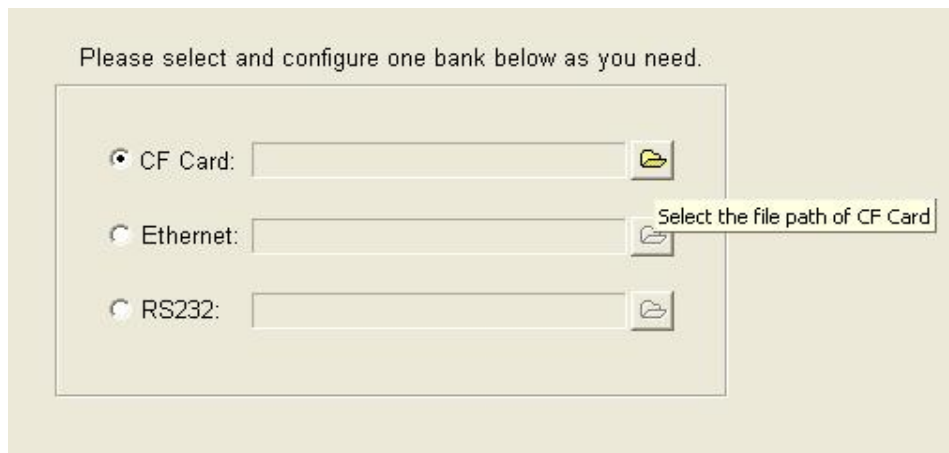 Please select and configure one bank below as you need.
CF Card:
Select the file path of CF Card
Ethernet:
RS232: